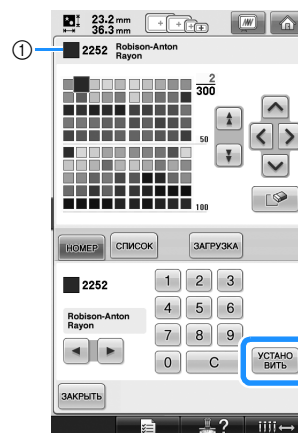 23.2 mm
36.3 mm
1
2252 Robison-Anton
Rayon
2
300
50
100
НОМЕР СПИСОК ЗАГРУЗКА
2252
Robison-Anton
Rayon
1 2 3
4 5 6
7 8 9
0 C
УСТАНО
ВИТЬ
ЗАКРЫТЬ
?